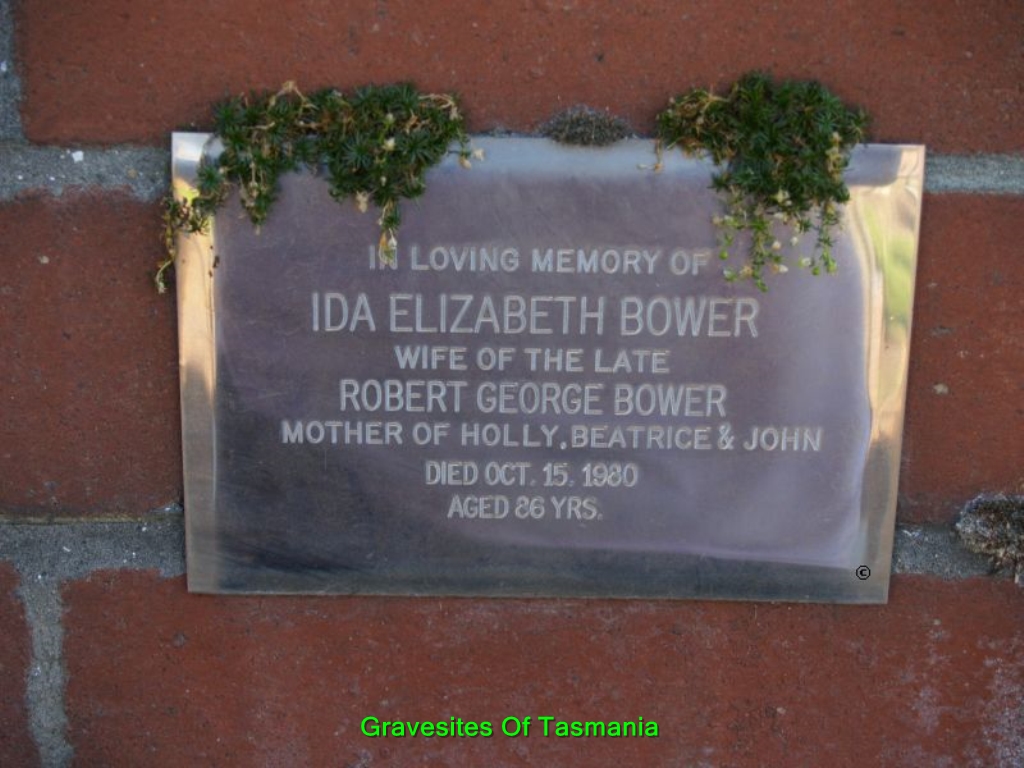 IN LOVING MEMORY OF
IDA ELIZABETH BOWER
WIFE OF THE LATE
ROBERT GEORGE BOWER
MOTHER OF HOLLY, BEATRICE & JOHN
DIED OCT. 15. 1980
AGED 86 YRS.
©
Gravesites Of Tasmania